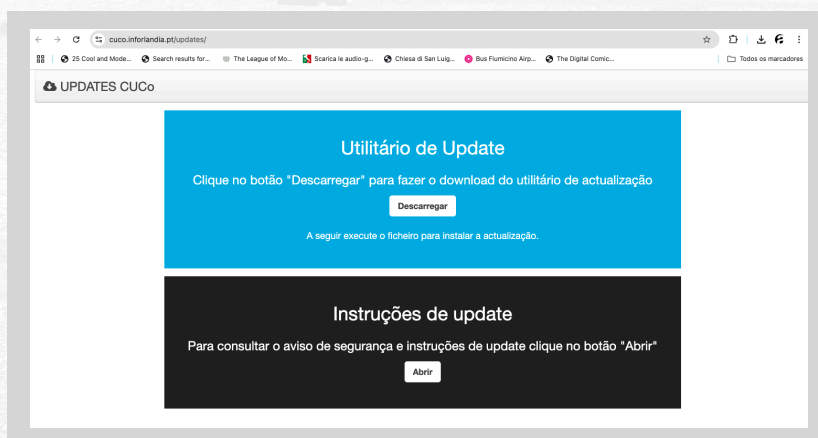 cuco.inforlandia.pt/updates/
25 Cool and Mode... Search results for... The League of Mo... Scarica le audio-g... Chiesa di San Luig... Bus Fiumicino Airp... The Digital Comic... Todos os marcadores
UPDATES CUCo
Utilitário de Update
Clique no botão "Descarregar" para fazer o download do utilitário de actualização
Descarregar
A seguir execute o ficheiro para instalar a actualização.
Instruções de update
Para consultar o aviso de segurança e instruções de update clique no botão "Abrir"
Abrir